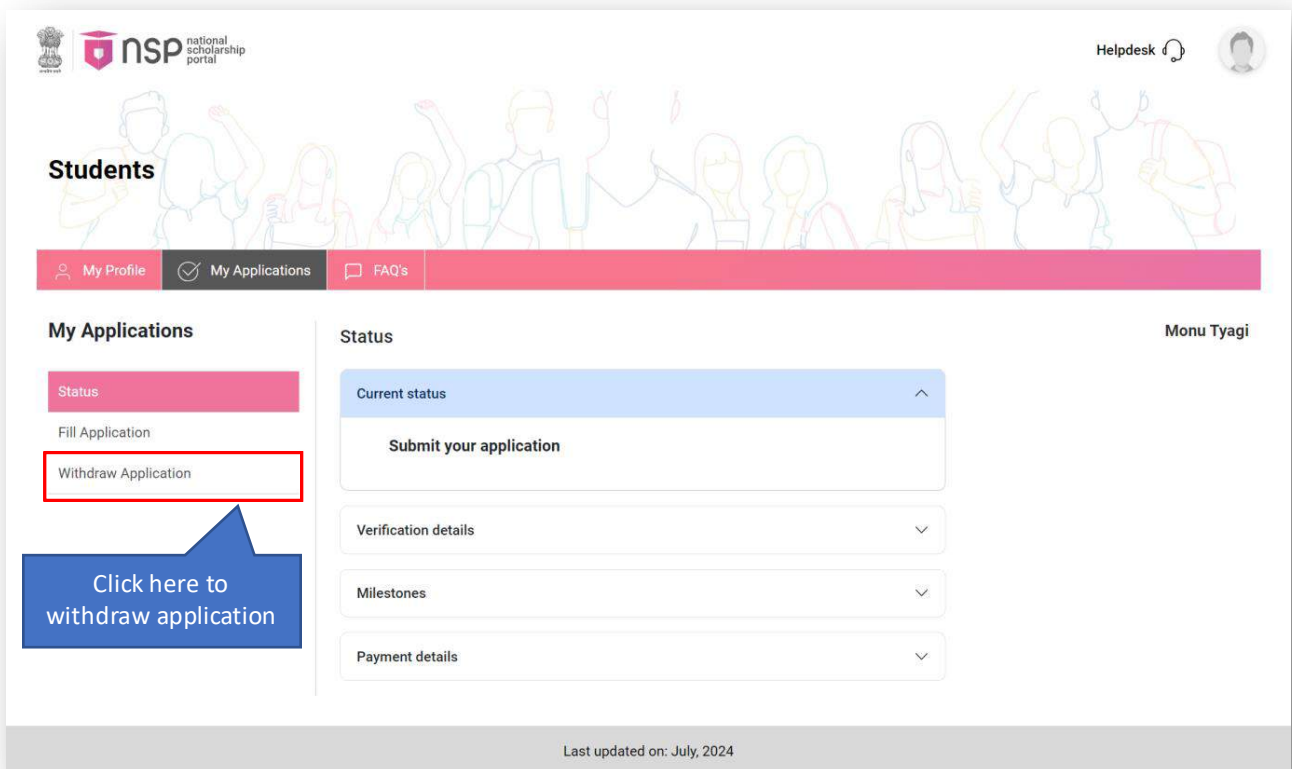 nsp national
scholarship
portal
Helpdesk
Students
My Profile
My Applications
FAQ's
My Applications
Status
Monu Tyagi
Status
Fill Application
Withdraw Application
Click here to
withdraw application
Current status
Submit your application
Verification details
Milestones
Payment details
Last updated on: July, 2024